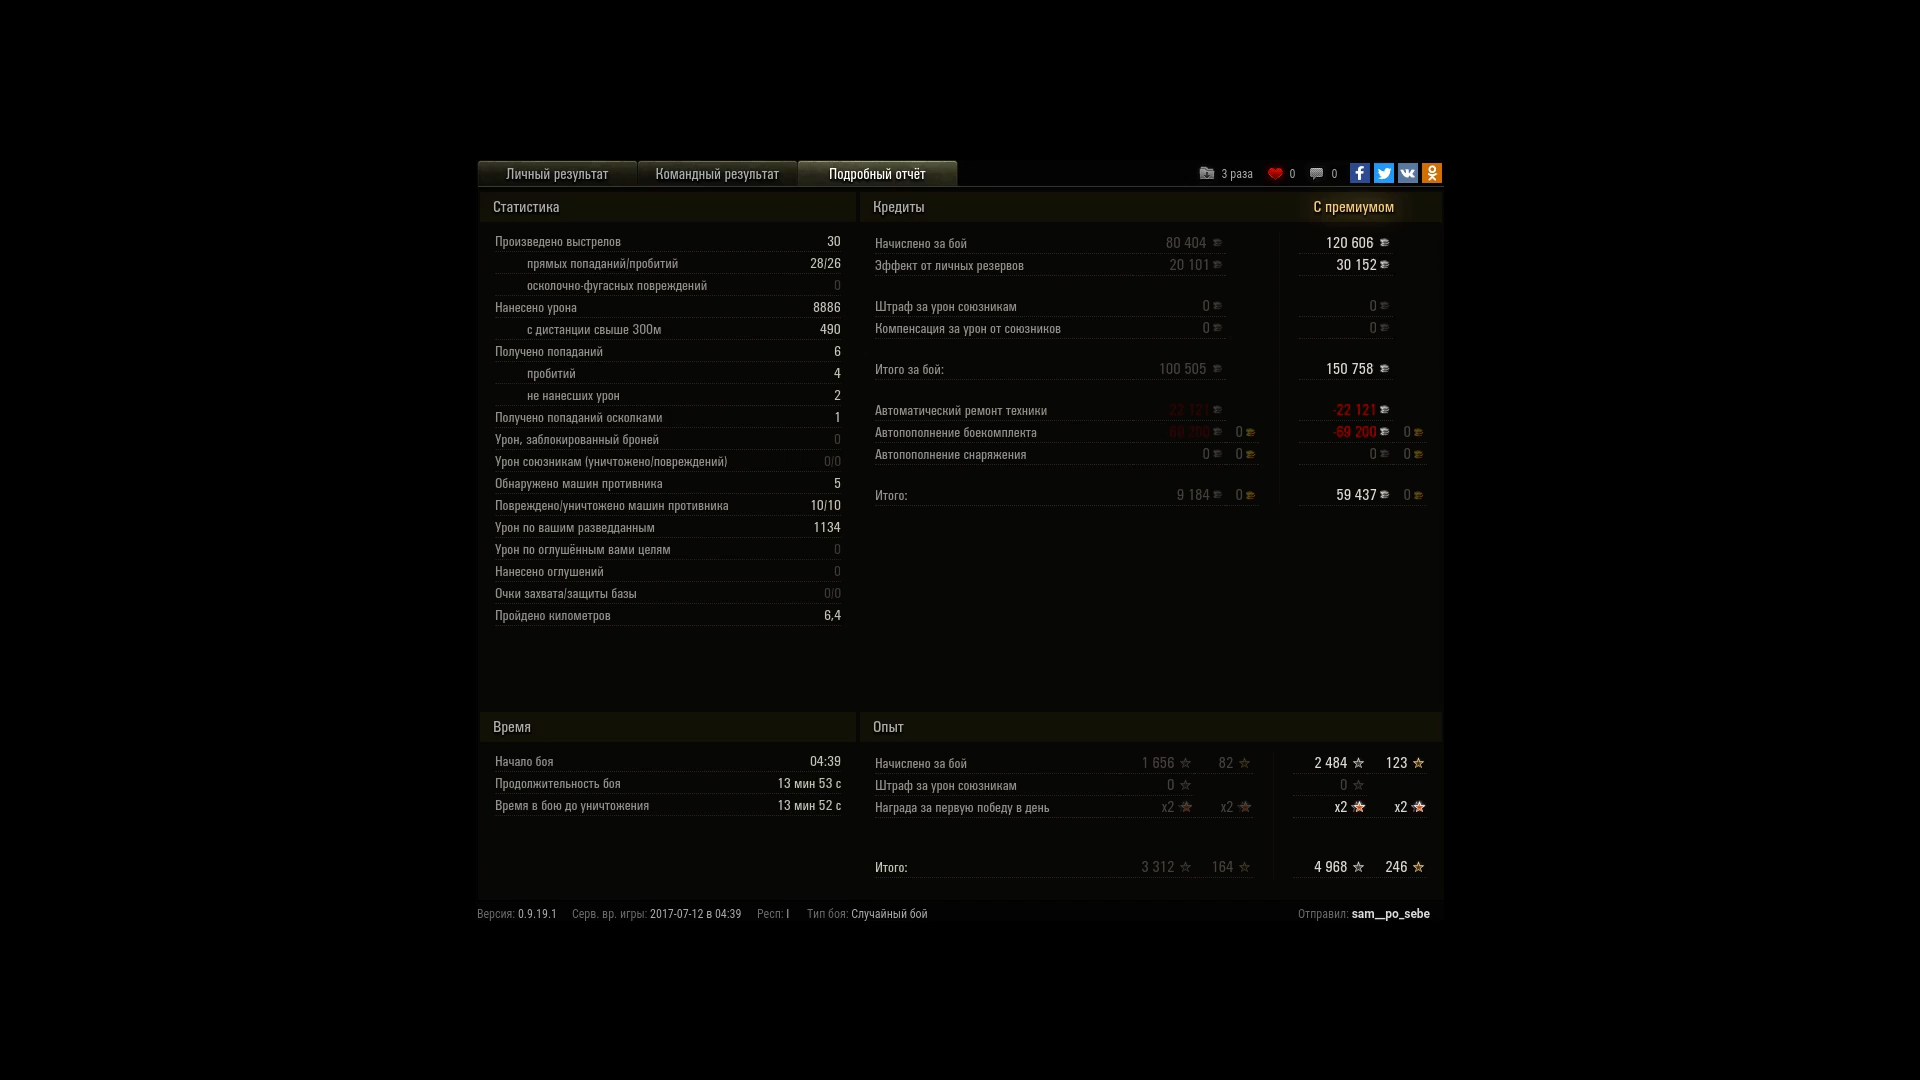 Личный результат Командный результат Подробный отчёт 3 раза 0 0
Статистика
Произведено выстрелов 30
прямых попаданий/пробитий 28/26
осколочно-фугасных повреждений 0
Нанесено урона 8886
с дистанции свыше 300м 490
Получено попаданий 6
пробитий 4
не нанесших урон 2
Получено попаданий осколками 1
Урон, заблокированный броней 0
Урон союзникам (уничтожено/повреждений) 0/0
Обнаружено машин противника 5
Повреждено/уничтожено машин противника 10/10
Урон по вашим разведданным 1134
Урон по оглушённым вами целям 0
Нанесено оглушений 0
Очки захвата/защиты базы 0/0
Пройдено километров 6,4
Кредиты С премиумом
Начислено за бой 80 404 120 606
Эффект от личных резервов 20 101 30 152
Штраф за урон союзникам 0 0
Компенсация за урон от союзников 0 0
Итого за бой: 100 505 150 758
Автоматический ремонт техники -22 121 -22 121
Автопополнение боекомплекта -69 200 0 -69 200 0
Автопополнение снаряжения 0 0 0 0
Итого: 9 184 0 59 437 0
Время
Начало боя 04:39
Продолжительность боя 13 мин 53 с
Время в бою до уничтожения 13 мин 52 с
Опыт
Начислено за бой 1 656 82 2 484 123
Штраф за урон союзникам 0 0
Награда за первую победу в день x2 x2 x2 x2
Итого: 3 312 164 4 968 246
Версия: 0.9.19.1 Серв. вр. игры: 2017-07-12 в 04:39 Респ: I Тип боя: Случайный бой Отправил: sam__po_sebe